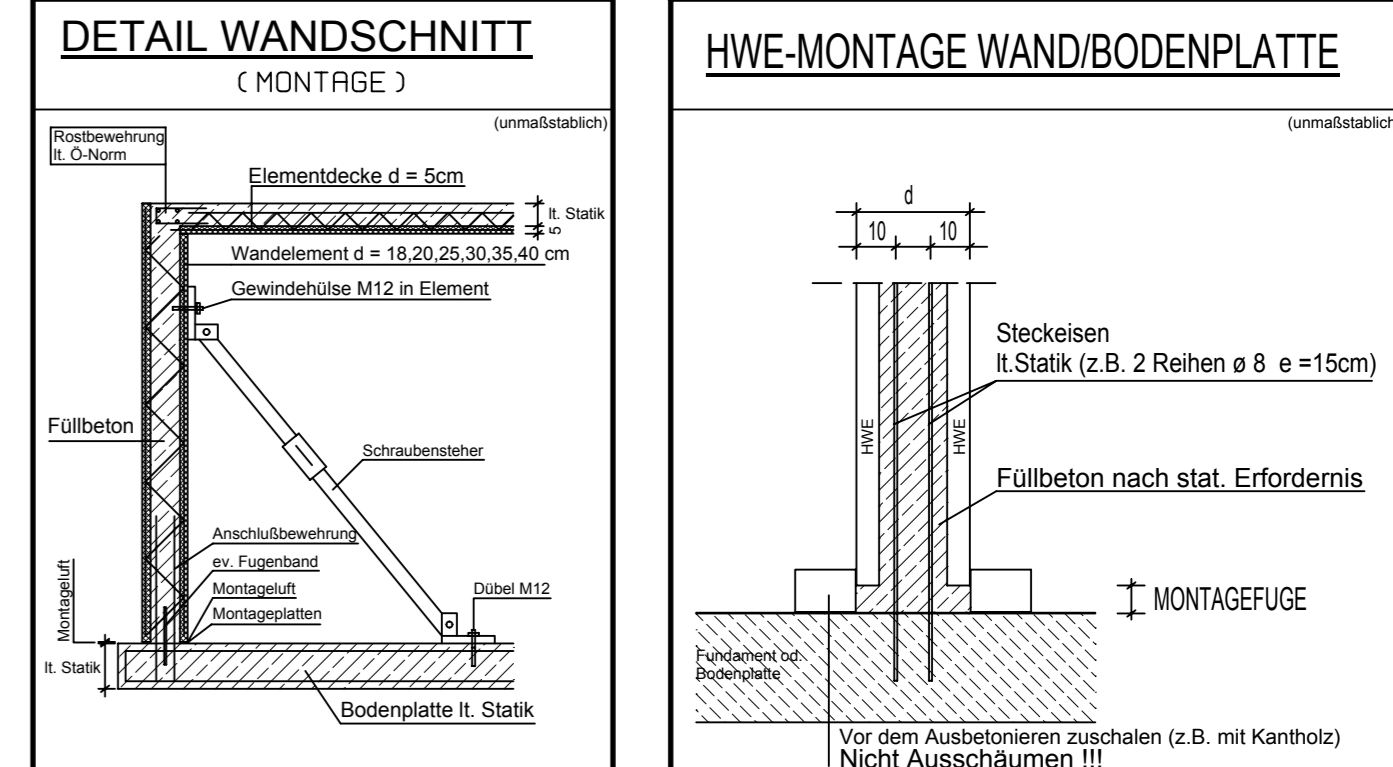 DETAIL WANDSCHNITT
( MONTAGE )
(unmaßstablich)
Rostbewehrung
lt. Ö-Norm
Elementdecke d = 5cm
lt. Statik
5
Wandelement d = 18,20,25,30,35,40 cm
Gewindehülse M12 in Element
Füllbeton
Schraubensteher
Anschlußbewehrung
ev. Fugenband
Montageluft
Montageluft
Montageplatten
Dübel M12
lt. Statik
Bodenplatte lt. Statik
HWE-MONTAGE WAND/BODENPLATTE
(unmaßstablich
d
10
10
Steckeisen
lt.Statik (z.B. 2 Reihen ø 8 e =15cm)
HWE
HWE
Füllbeton nach stat. Erfordernis
MONTAGEFUGE
Fundament od.
Bodenplatte
Vor dem Ausbetonieren zuschalen (z.B. mit Kantholz)
Nicht Ausschäumen !!!